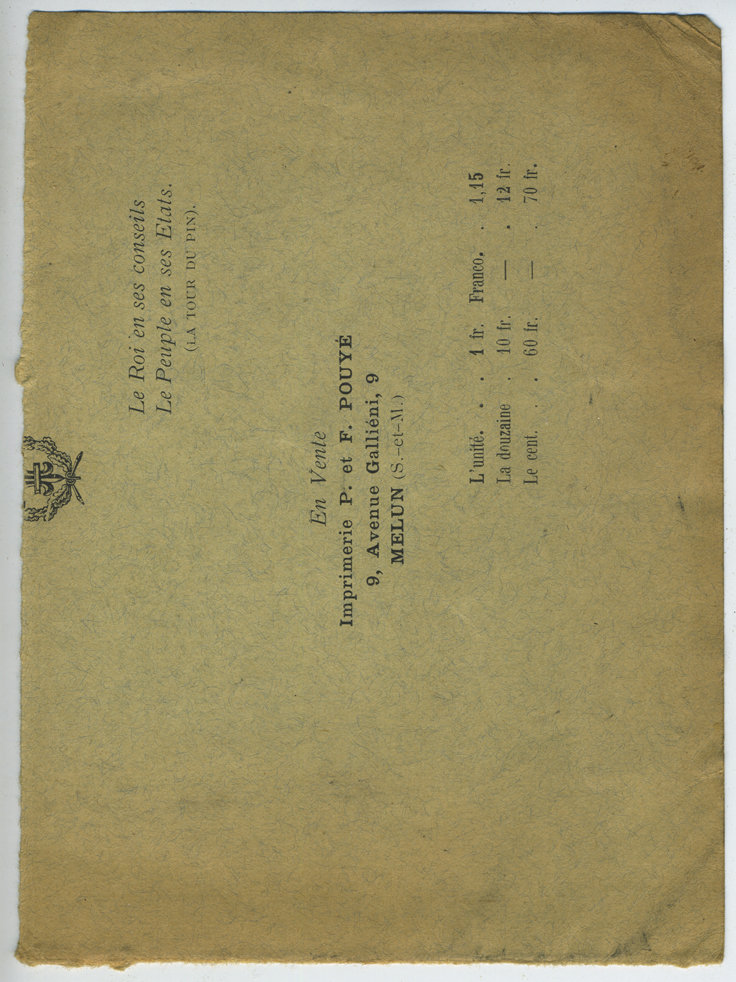 Le Roi en ses conseils
Le Peuple en ses Etats.
(LA TOUR DU PIN).
En Vente
Imprimerie P. et F. POUYÉ
9, Avenue Galliéni, 9
MELUN (S.-et-M.)
L'unité. . . 1 fr. Franco. . 1,15
La douzaine . 10 fr. — . 12 fr.
Le cent. . . 60 fr. — . 70 fr.